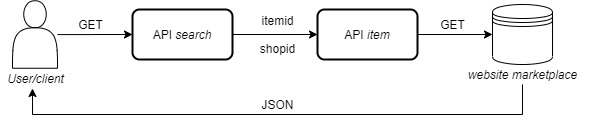 GET
API search
itemid
shopid
API item
GET
User/client
website marketplace
JSON